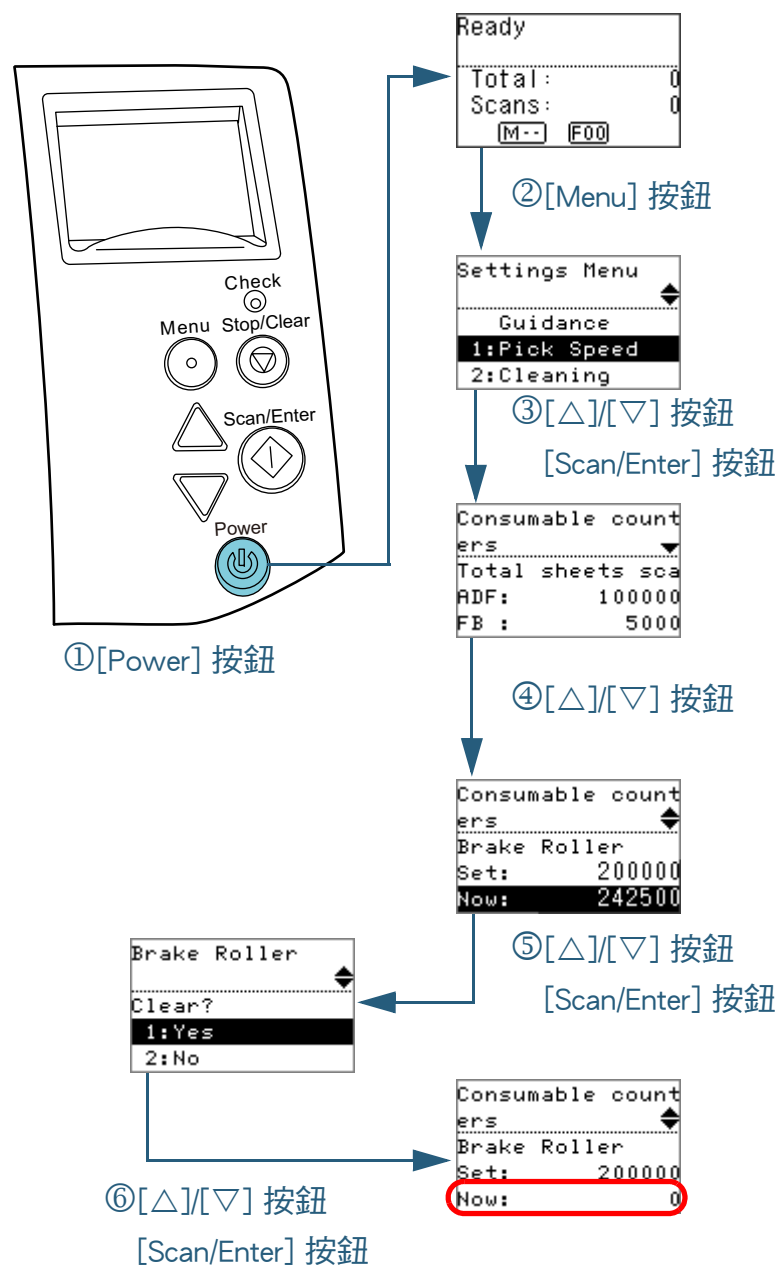 Ready
Total: 0
Scans: 0
M-- F00
②[Menu] 按鈕
Settings Menu
Guidance
1:Pick Speed
2:Cleaning
③[△]/[▽] 按鈕
[Scan/Enter] 按鈕
Check
Menu Stop/Clear
Scan/Enter
Power
①[Power] 按鈕
Consumable count
ers
Total sheets sca
ADF: 100000
FB : 5000
④[△]/[▽] 按鈕
Consumable count
ers
Brake Roller
Set: 200000
Now: 242500
⑤[△]/[▽] 按鈕
[Scan/Enter] 按鈕
Brake Roller
Clear?
1:Yes
2:No
⑥[△]/[▽] 按鈕
[Scan/Enter] 按鈕
Consumable count
ers
Brake Roller
Set: 200000
Now: 0